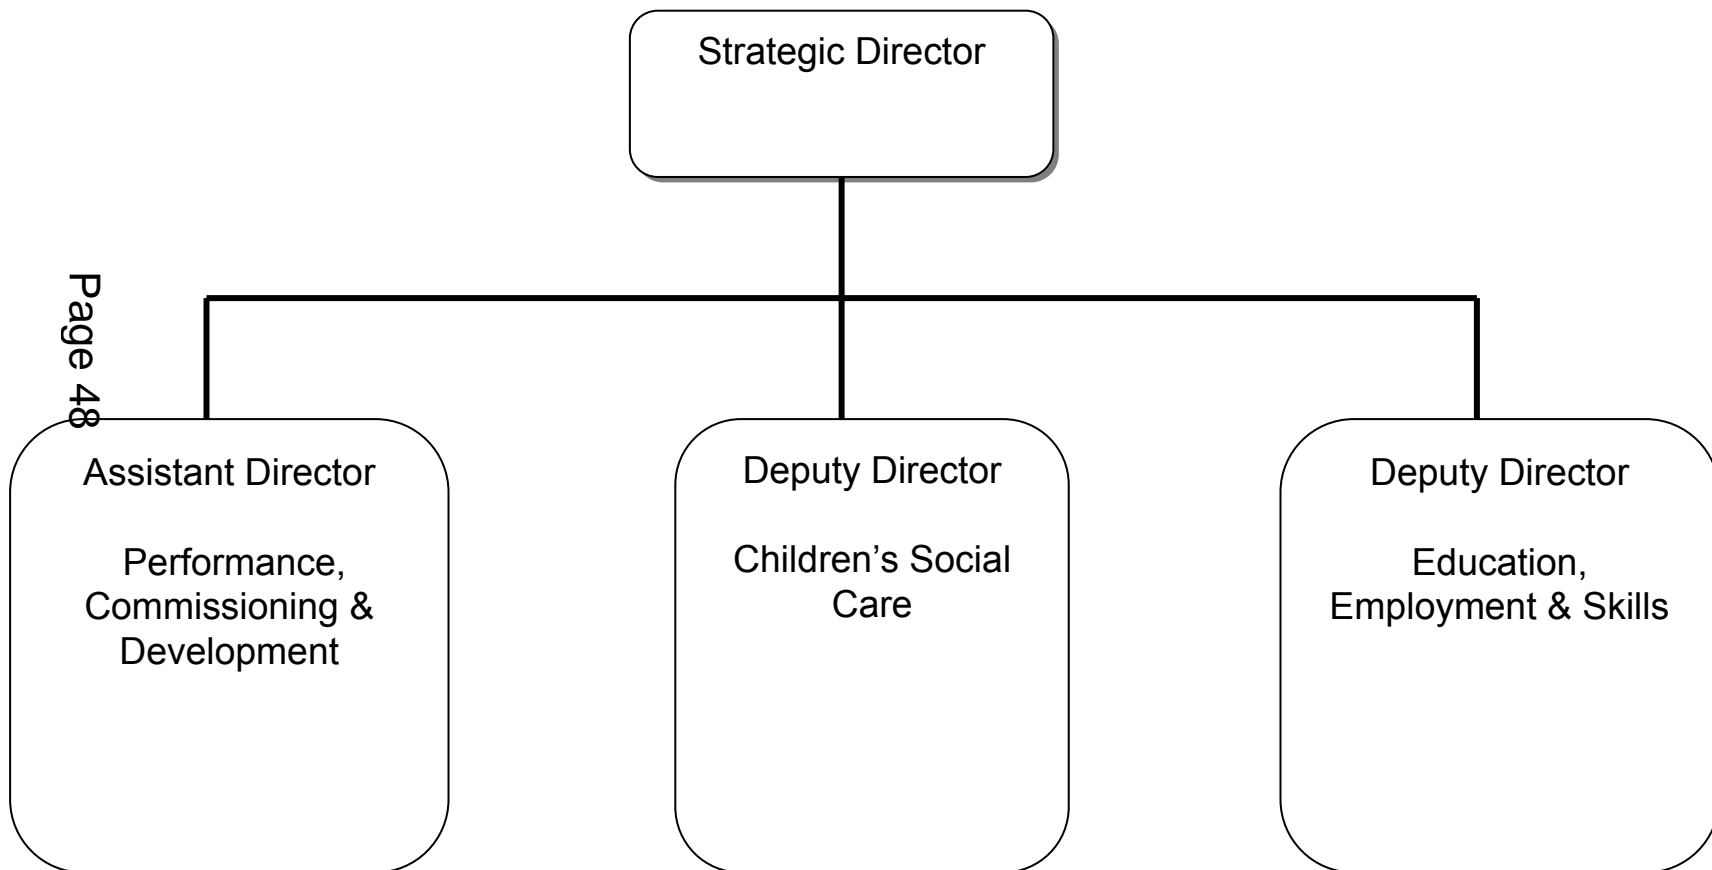 Strategic Director
Page 48
Assistant Director
Performance,
Commissioning &
Development
Deputy Director
Children’s Social
Care
Deputy Director
Education,
Employment & Skills